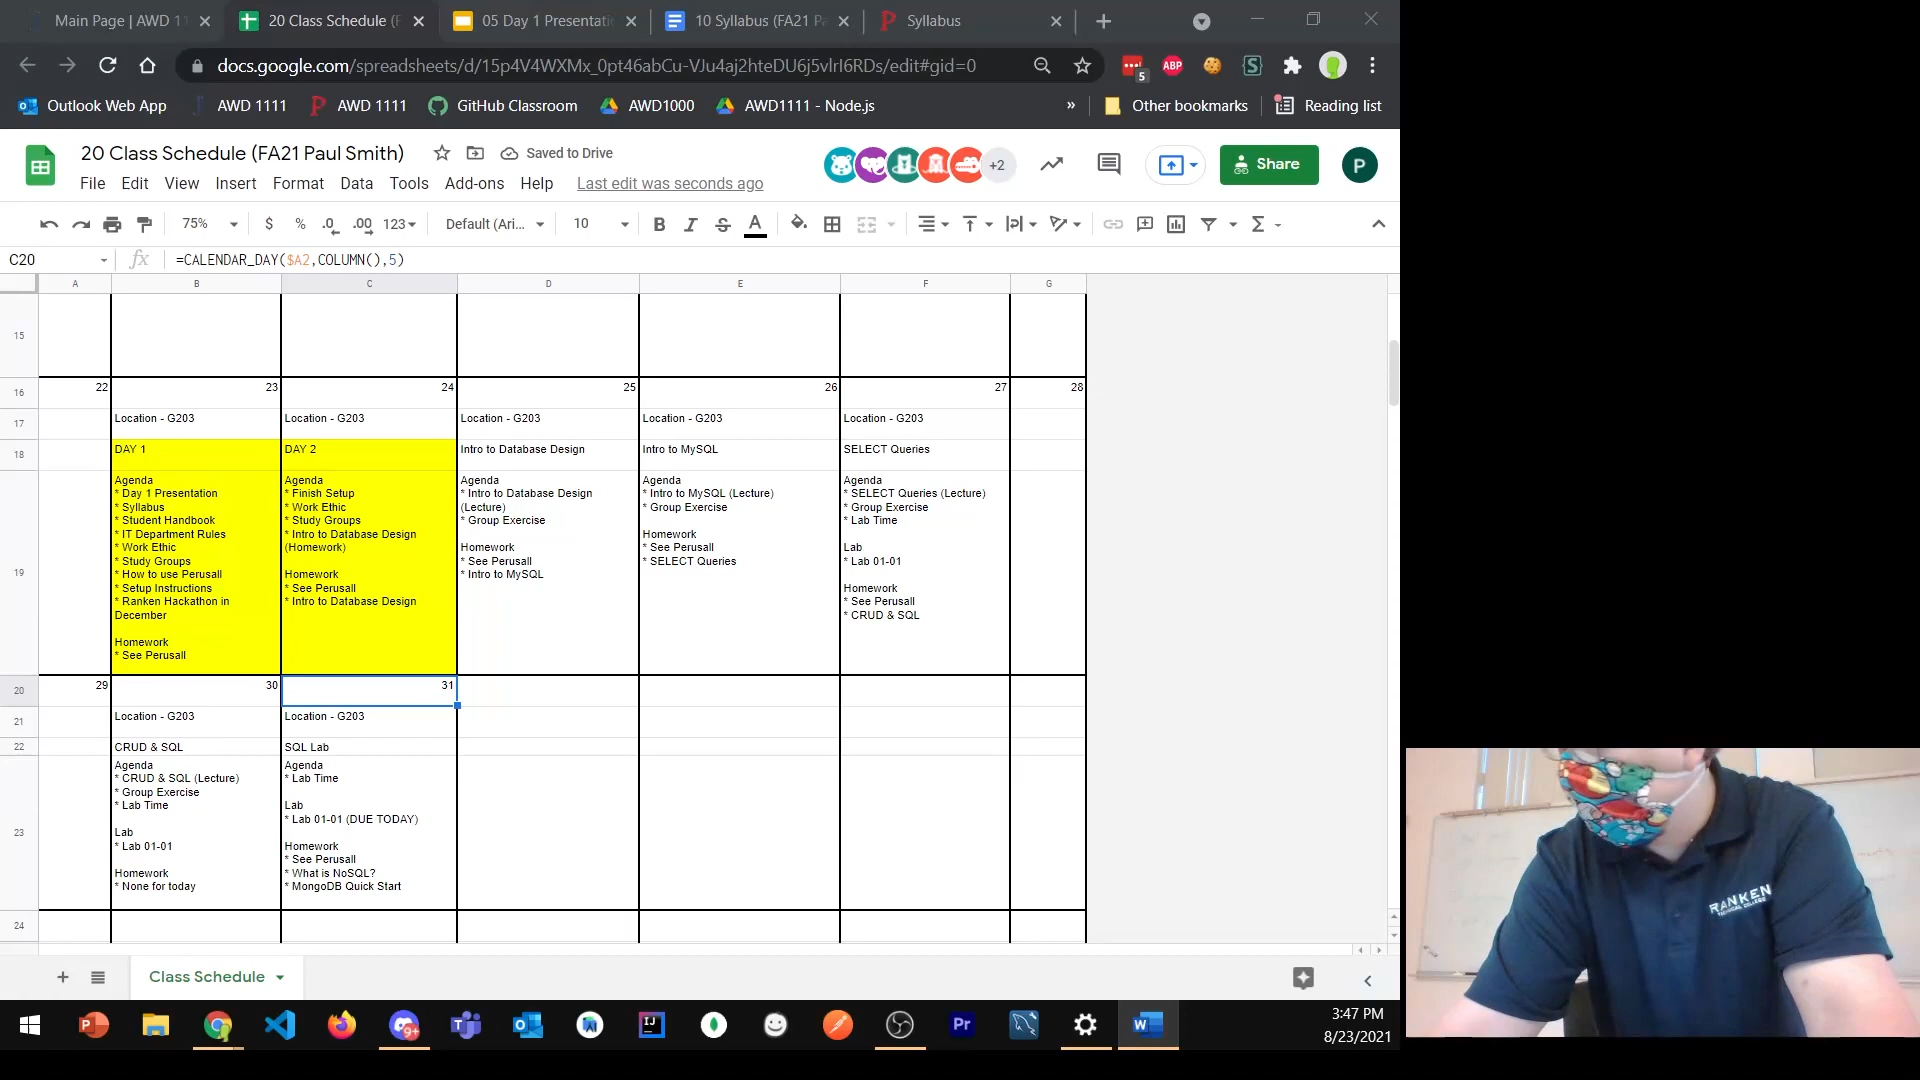 Main Page | AWD 11
20 Class Schedule (F
05 Day 1 Presentati
10 Syllabus (FA21 Pa
Syllabus
docs.google.com/spreadsheets/d/15p4V4WXMx_0pt46abCu-VJu4aj2hteDU6j5vlrI6RDs/edit#gid=0
5
ABP
Outlook Web App
AWD 1111
AWD 1111
GitHub Classroom
AWD1000
AWD1111 - Node.js
»
Other bookmarks
Reading list
20 Class Schedule (FA21 Paul Smith)
Saved to Drive
+2
Share
P
File Edit View Insert Format Data Tools Add-ons Help Last edit was seconds ago
75% $ % .0 .00 123 Default (Ari... 10 B I S A
C20 fx =CALENDAR_DAY($A2,COLUMN(),5)
A B C D E F G
15
16 22 23 24 25 26 27 28
17 Location - G203 Location - G203 Location - G203 Location - G203 Location - G203
18 DAY 1 DAY 2 Intro to Database Design Intro to MySQL SELECT Queries
19
Agenda
* Day 1 Presentation
* Syllabus
* Student Handbook
* IT Department Rules
* Work Ethic
* Study Groups
* How to use Perusall
* Setup Instructions
* Ranken Hackathon in
December
Homework
* See Perusall
Agenda
* Finish Setup
* Work Ethic
* Study Groups
* Intro to Database Design
(Homework)
Homework
* See Perusall
* Intro to Database Design
Agenda
* Intro to Database Design
(Lecture)
* Group Exercise
Homework
* See Perusall
* Intro to MySQL
Agenda
* Intro to MySQL (Lecture)
* Group Exercise
Homework
* See Perusall
* SELECT Queries
Agenda
* SELECT Queries (Lecture)
* Group Exercise
* Lab Time
Lab
* Lab 01-01
Homework
* See Perusall
* CRUD & SQL
20 29 30 31
21 Location - G203 Location - G203
22 CRUD & SQL SQL Lab
23
Agenda
* CRUD & SQL (Lecture)
* Group Exercise
* Lab Time
Lab
* Lab 01-01
Homework
* None for today
Agenda
* Lab Time
Lab
* Lab 01-01 (DUE TODAY)
Homework
* See Perusall
* What is NoSQL?
* MongoDB Quick Start
24
Class Schedule
RANKEN
TECHNICAL COLLEGE
9+
IJ
Pr
3:47 PM
8/23/2021